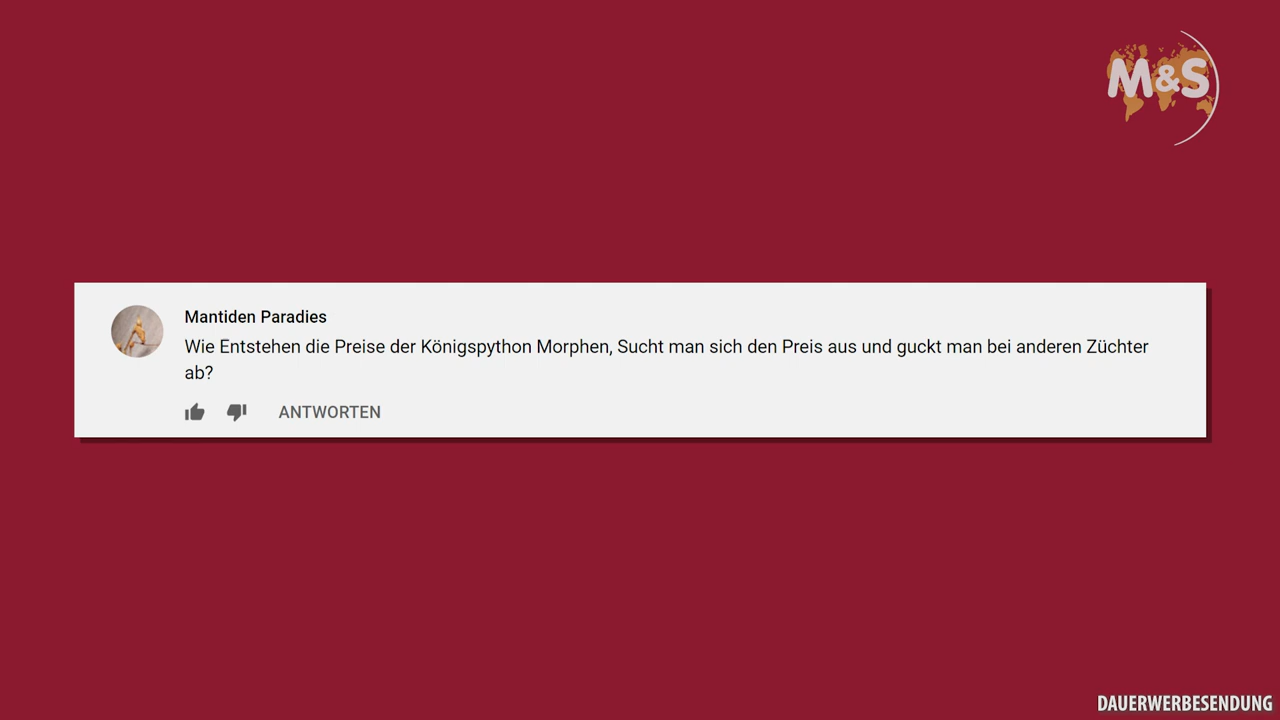 M&S
Mantiden Paradies
Wie Entstehen die Preise der Königspython Morphen, Sucht man sich den Preis aus und guckt man bei anderen Züchter
ab?
ANTWORTEN
DAUERWERBESENDUNG